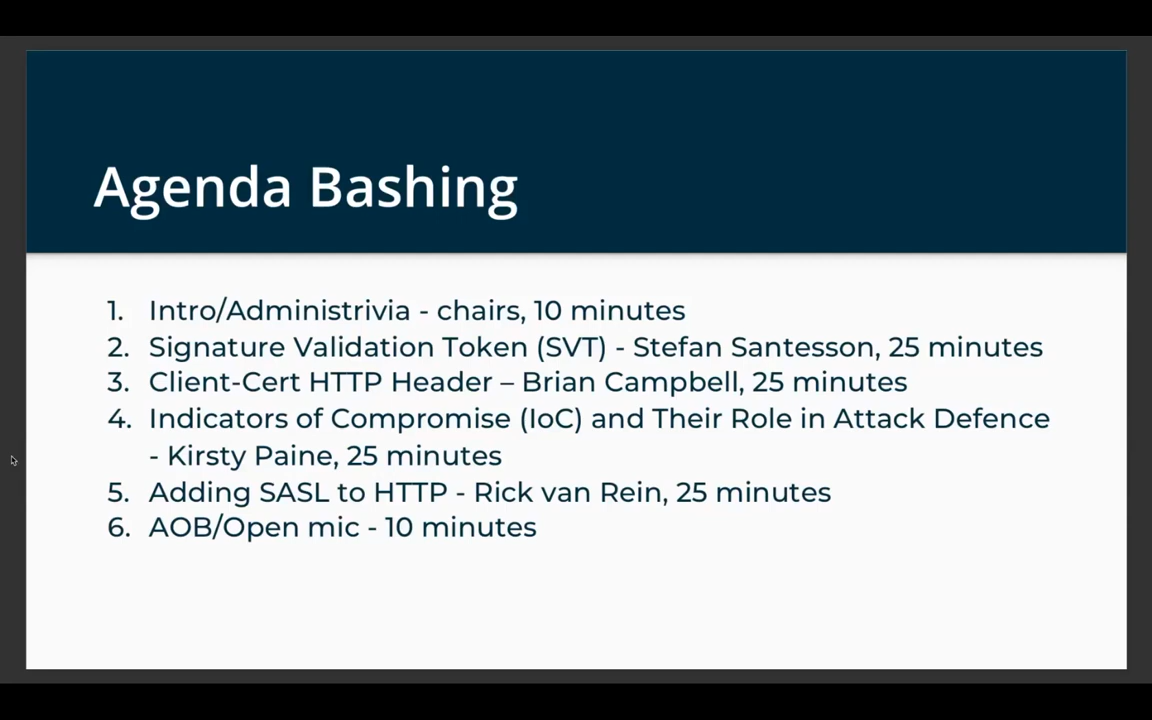 Agenda Bashing
1. Intro/Administrivia - chairs, 10 minutes
2. Signature Validation Token (SVT) - Stefan Santesson, 25 minutes
3. Client-Cert HTTP Header – Brian Campbell, 25 minutes
4. Indicators of Compromise (IoC) and Their Role in Attack Defence
- Kirsty Paine, 25 minutes
5. Adding SASL to HTTP - Rick van Rein, 25 minutes
6. AOB/Open mic - 10 minutes